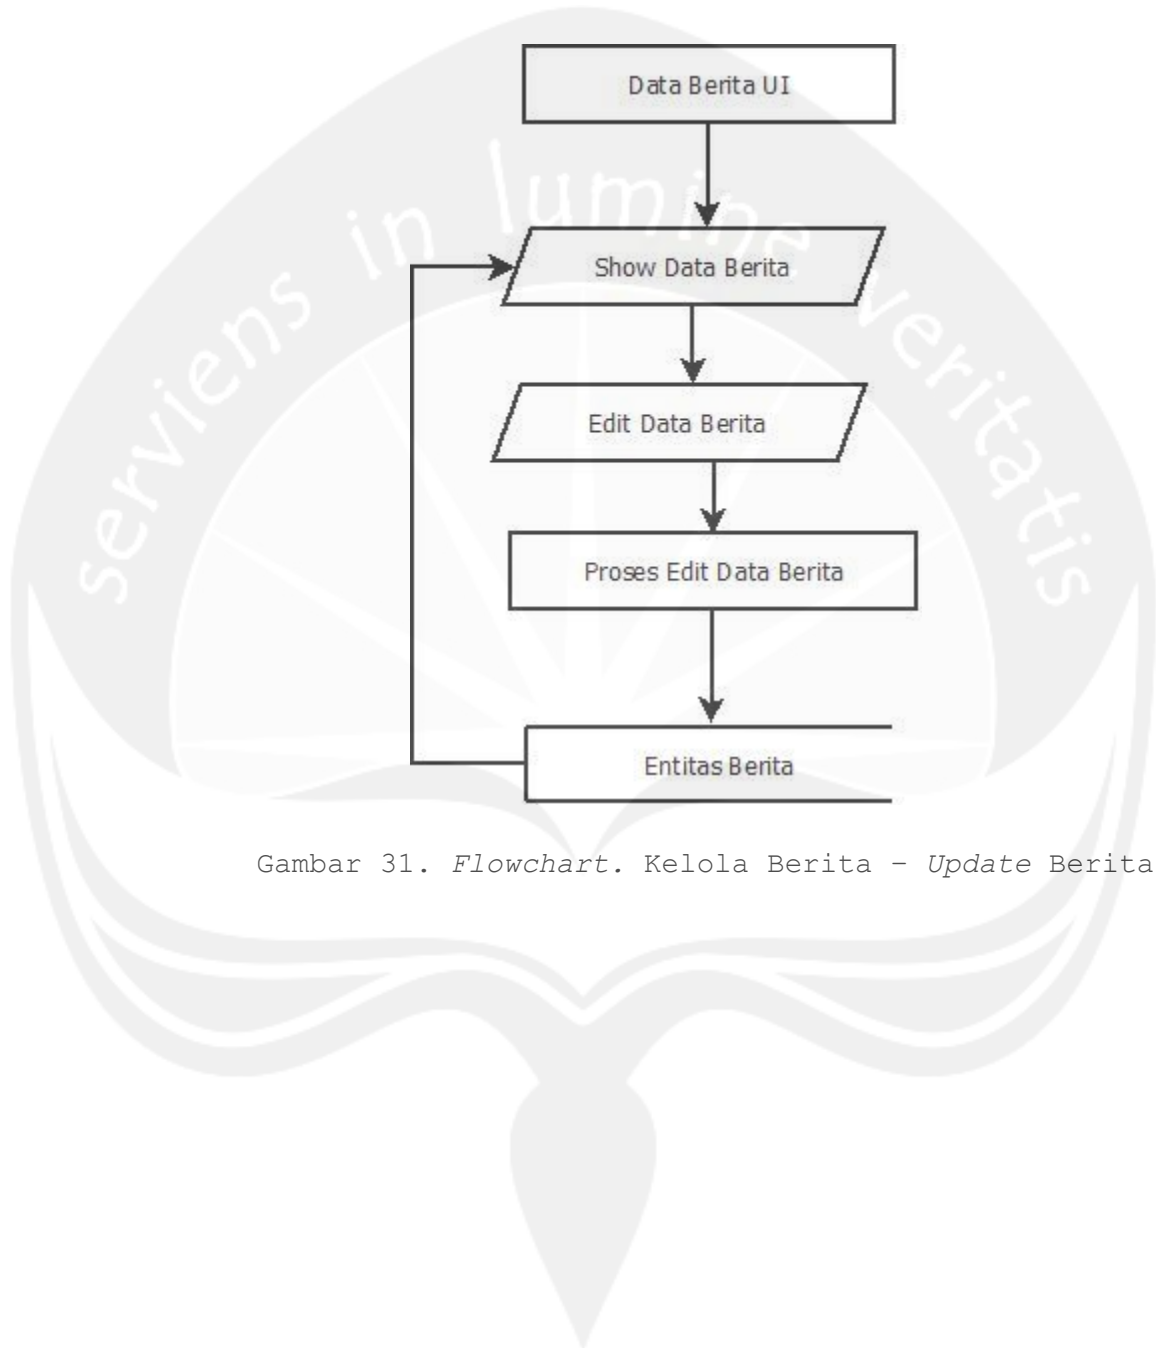 Data Berita UI
serviens in lumine veritatis
Show Data Berita
Edit Data Berita
Proses Edit Data Berita
Entitas Berita
Gambar 31. Flowchart. Kelola Berita – Update Berita